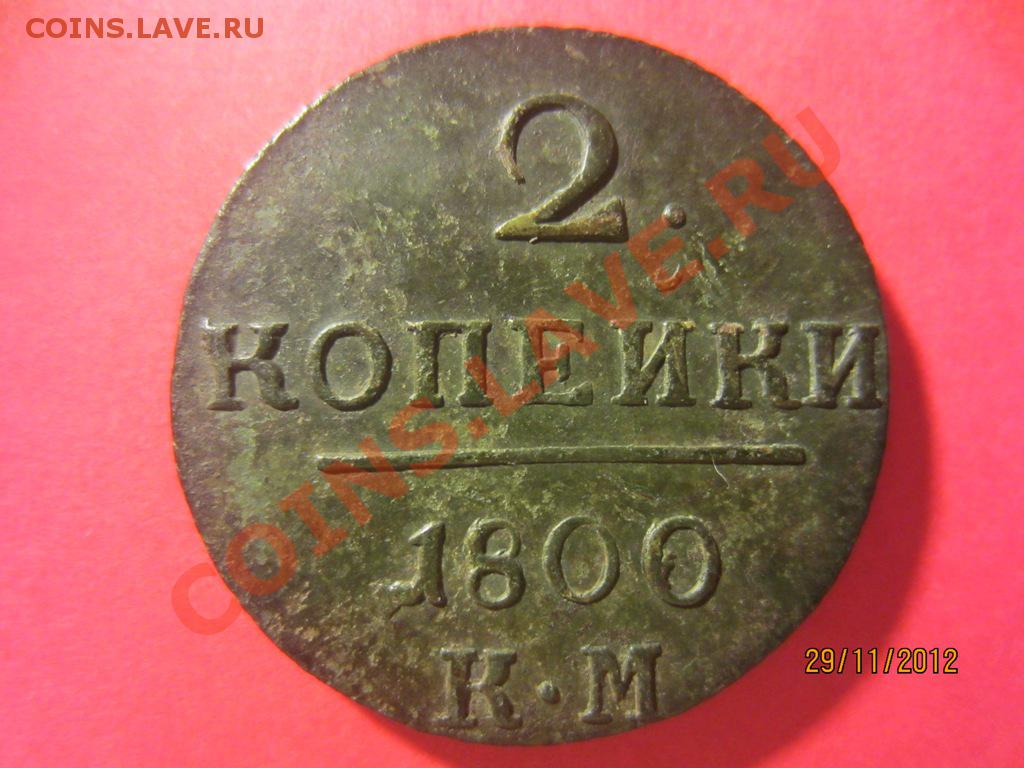 COINS.LAVE.RU
2.
КОПЕЙКИ
1800
К·М
COINS.LAVE.RU
29/11/2012